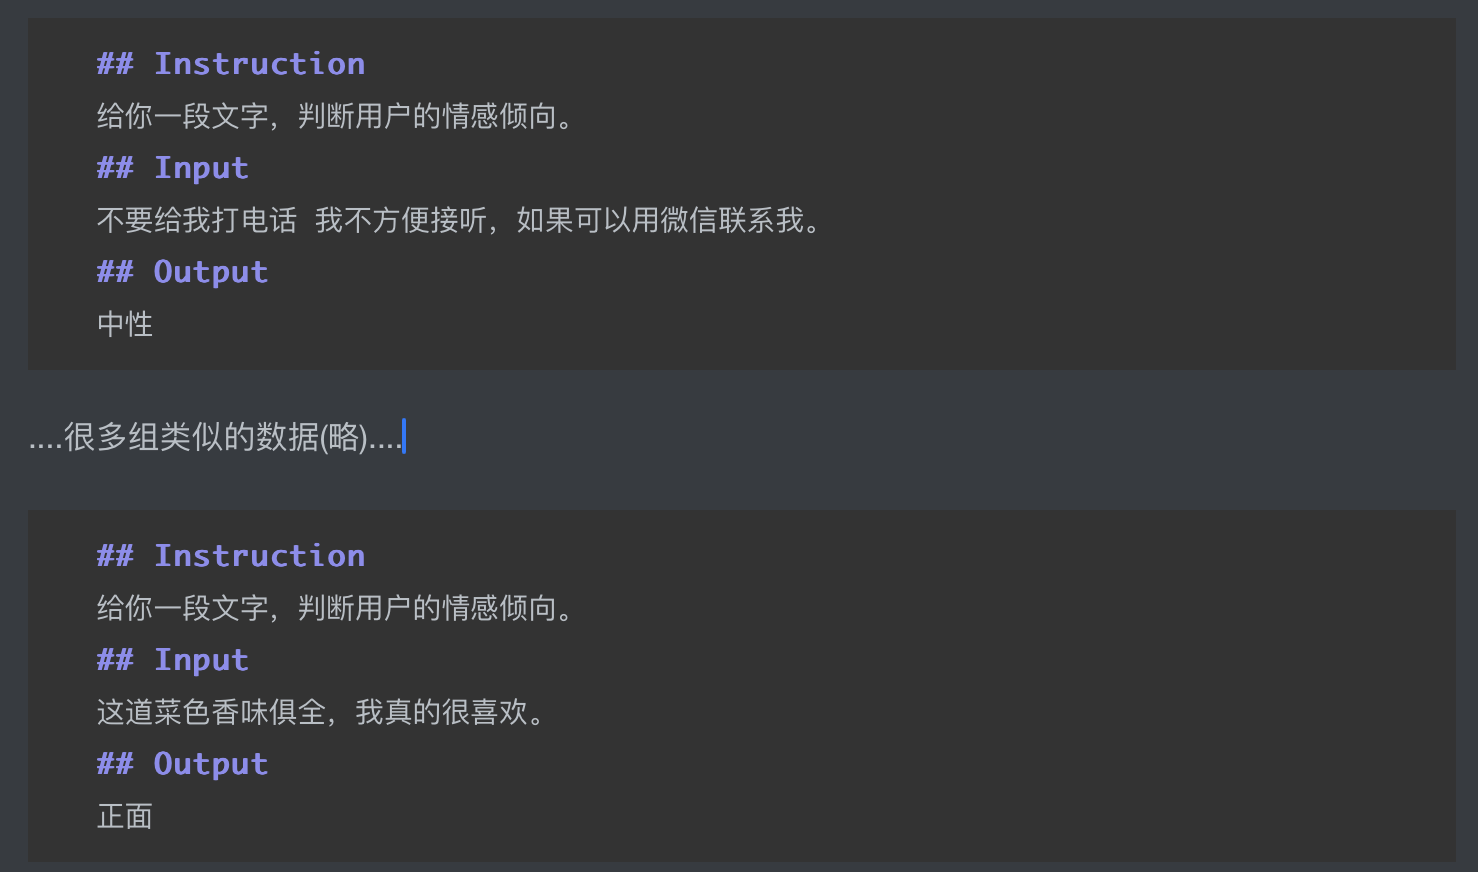 ## Instruction
给你一段文字，判断用户的情感倾向。
## Input
不要给我打电话 我不方便接听，如果可以用微信联系我。
## Output
中性
....很多组类似的数据(略)....
## Instruction
给你一段文字，判断用户的情感倾向。
## Input
这道菜色香味俱全，我真的很喜欢。
## Output
正面